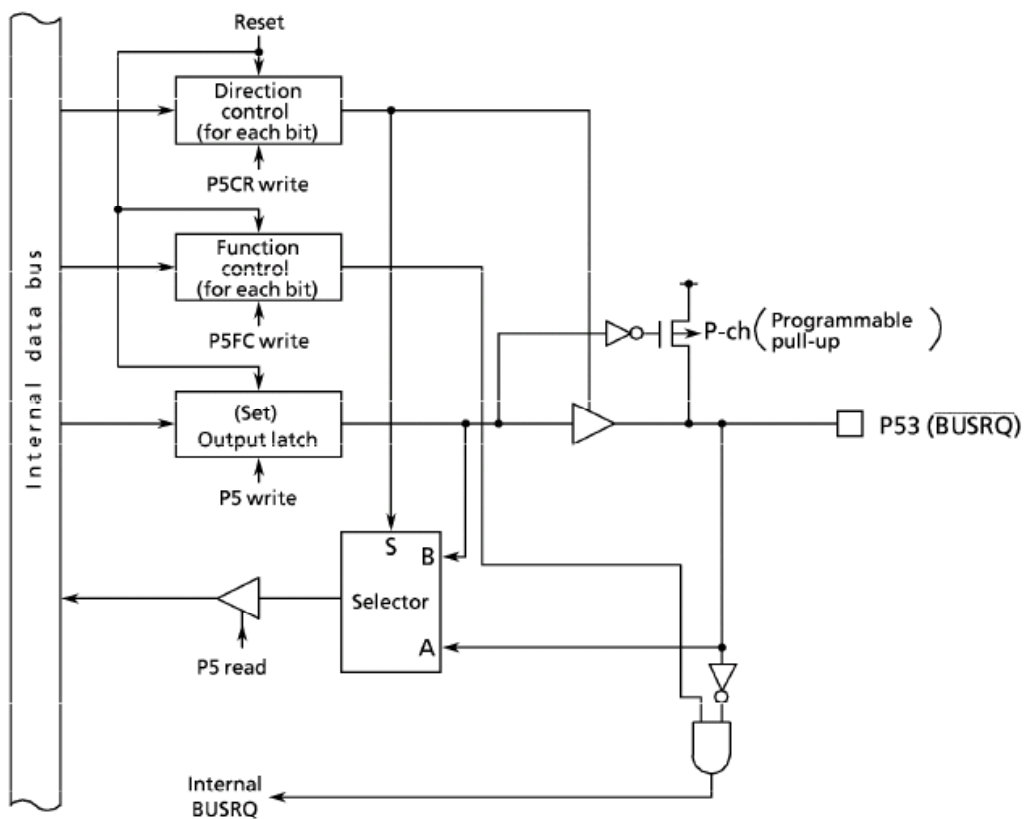 Reset
Direction
control
(for each bit)
P5CR write
Internal data bus
Function
control
(for each bit)
P5FC write
P-ch (Programmable
pull-up)
(Set)
Output latch
P53 (BUSRQ)
P5 write
S
B
Selector
A
P5 read
Internal
BUSRQ